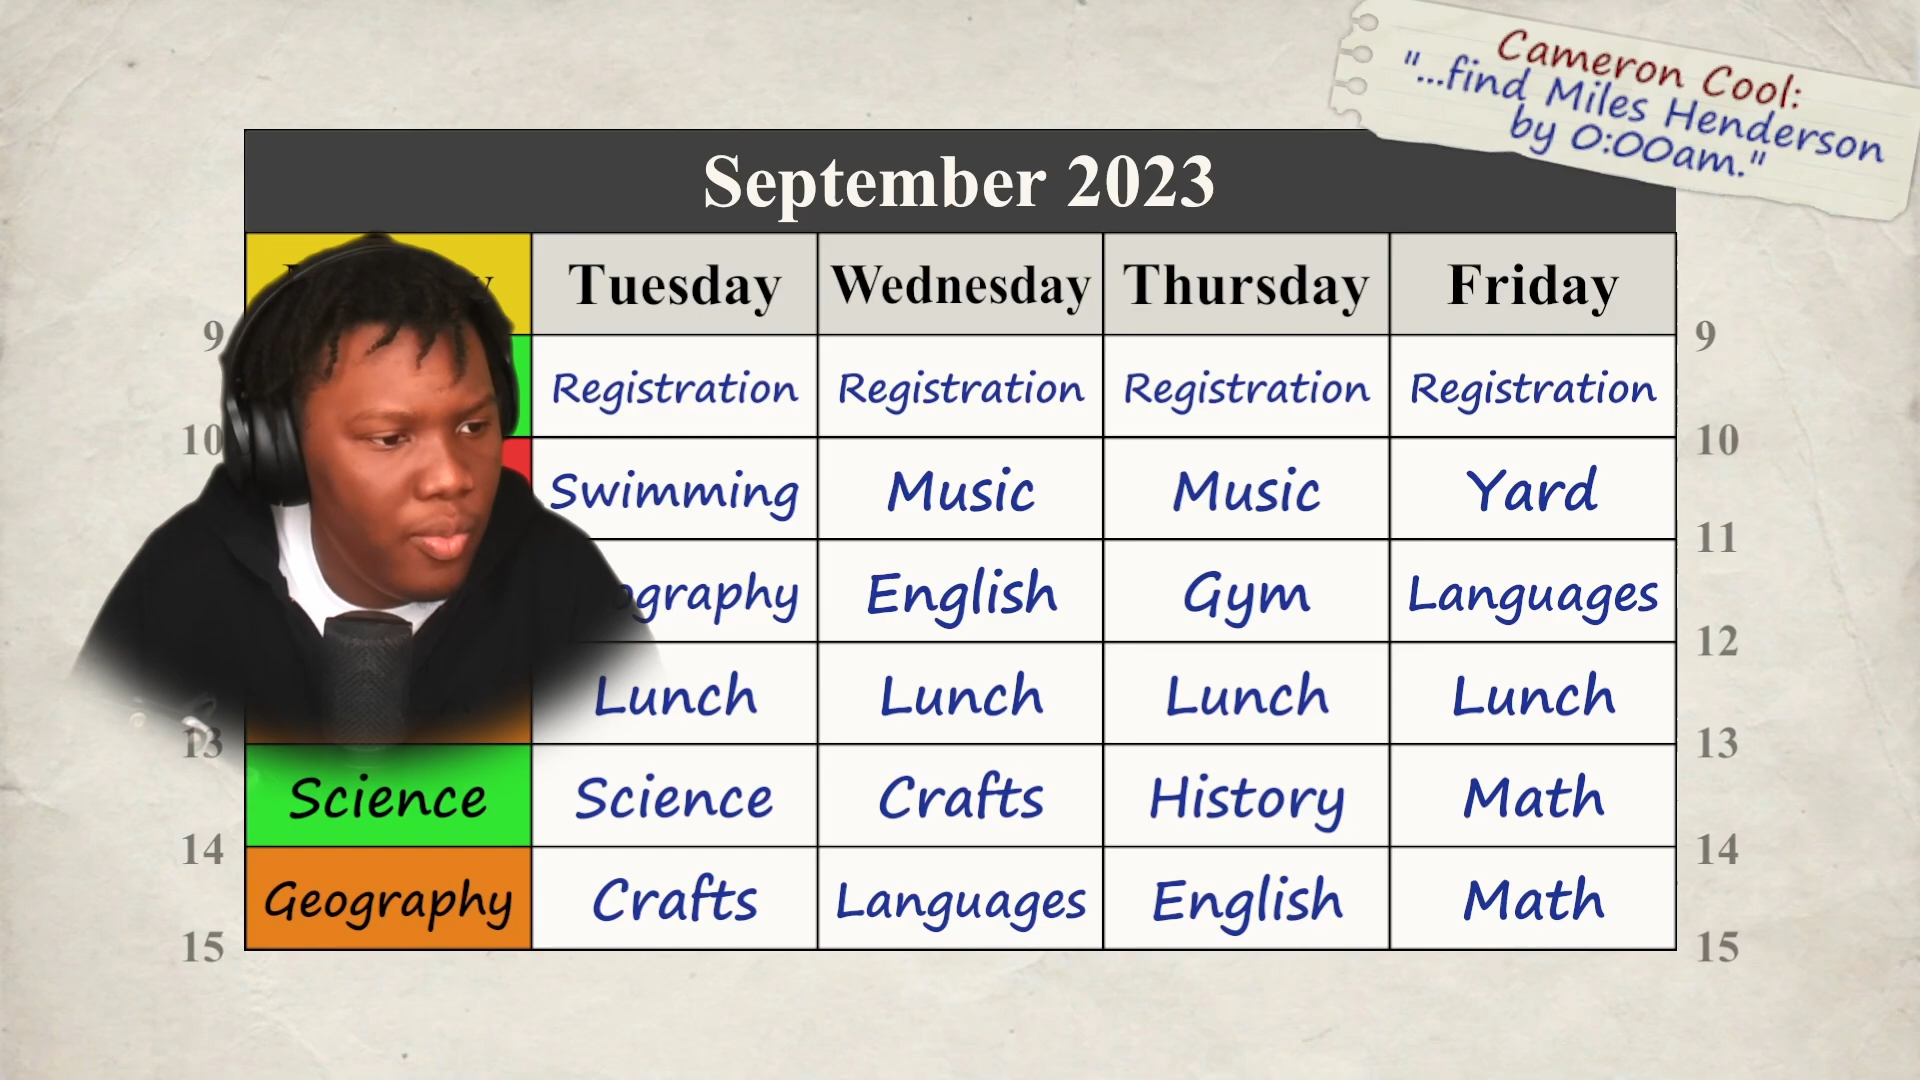 Cameron Cool:
"...find Miles Henderson
by 0:00am."
September 2023
Tuesday Wednesday Thursday Friday
9 9
Registration Registration Registration Registration
10 10
Swimming Music Music Yard
11
English Gym Languages
12
Lunch Lunch Lunch Lunch
13 13
Science Science Crafts History Math
14 14
Geography Crafts Languages English Math
15 15